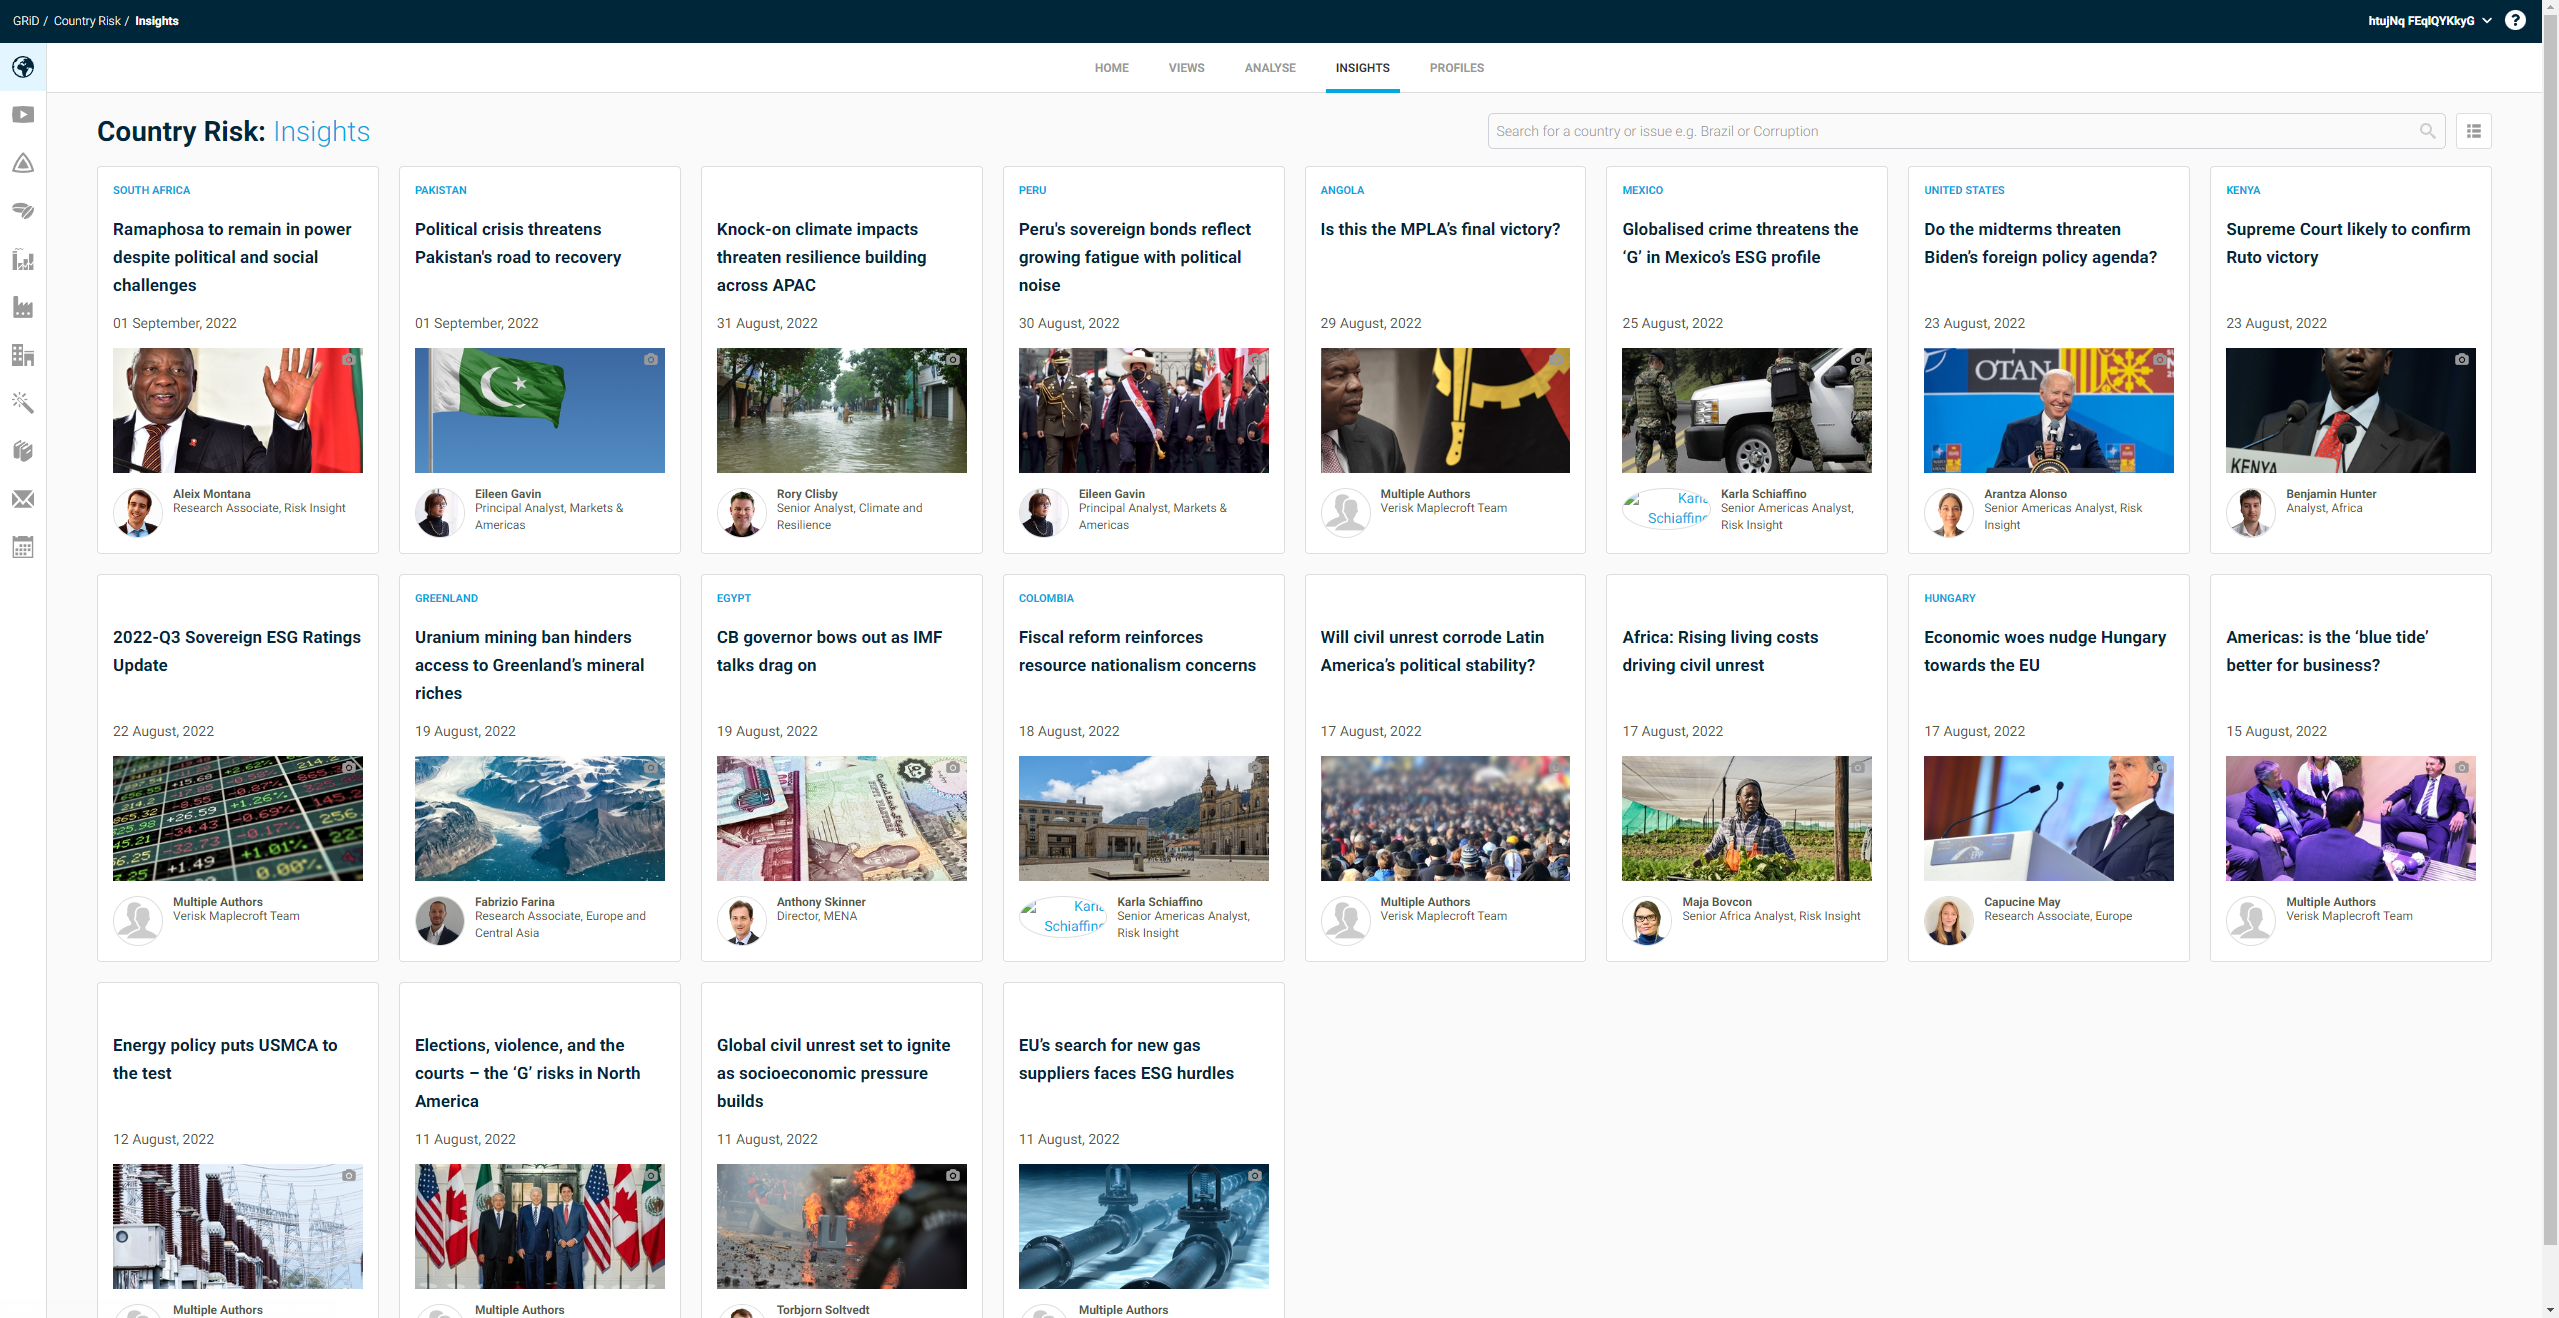 GRiD / Country Risk / Insights
htujNq FEqlQYKkyG
HOME
VIEWS
ANALYSE
INSIGHTS
PROFILES
Country Risk: Insights
Search for a country or issue e.g. Brazil or Corruption
SOUTH AFRICA
Ramaphosa to remain in power
despite political and social
challenges
01 September, 2022
Aleix Montana
Research Associate, Risk Insight
PAKISTAN
Political crisis threatens
Pakistan's road to recovery
01 September, 2022
Eileen Gavin
Principal Analyst, Markets &
Americas
Knock-on climate impacts
threaten resilience building
across APAC
31 August, 2022
Rory Clisby
Senior Analyst, Climate and
Resilience
PERU
Peru's sovereign bonds reflect
growing fatigue with political
noise
30 August, 2022
Eileen Gavin
Principal Analyst, Markets &
Americas
ANGOLA
Is this the MPLA’s final victory?
29 August, 2022
Multiple Authors
Verisk Maplecroft Team
MEXICO
Globalised crime threatens the
‘G’ in Mexico’s ESG profile
25 August, 2022
Karla
Schiaffino
Karla Schiaffino
Senior Americas Analyst,
Risk Insight
UNITED STATES
Do the midterms threaten
Biden’s foreign policy agenda?
23 August, 2022
OTAN
Arantza Alonso
Senior Americas Analyst, Risk
Insight
KENYA
Supreme Court likely to confirm
Ruto victory
23 August, 2022
KENYA
Benjamin Hunter
Analyst, Africa
2022-Q3 Sovereign ESG Ratings
Update
22 August, 2022
Multiple Authors
Verisk Maplecroft Team
GREENLAND
Uranium mining ban hinders
access to Greenland’s mineral
riches
19 August, 2022
Fabrizio Farina
Research Associate, Europe and
Central Asia
EGYPT
CB governor bows out as IMF
talks drag on
19 August, 2022
Anthony Skinner
Director, MENA
COLOMBIA
Fiscal reform reinforces
resource nationalism concerns
18 August, 2022
Karla
Schiaffino
Karla Schiaffino
Senior Americas Analyst,
Risk Insight
Will civil unrest corrode Latin
America’s political stability?
17 August, 2022
Multiple Authors
Verisk Maplecroft Team
Africa: Rising living costs
driving civil unrest
17 August, 2022
Maja Bovcon
Senior Africa Analyst, Risk Insight
HUNGARY
Economic woes nudge Hungary
towards the EU
17 August, 2022
EPP
Capucine May
Research Associate, Europe
Americas: is the ‘blue tide’
better for business?
15 August, 2022
Multiple Authors
Verisk Maplecroft Team
Energy policy puts USMCA to
the test
12 August, 2022
Multiple Authors
Elections, violence, and the
courts – the ‘G’ risks in North
America
11 August, 2022
Multiple Authors
Global civil unrest set to ignite
as socioeconomic pressure
builds
11 August, 2022
Torbjorn Soltvedt
EU’s search for new gas
suppliers faces ESG hurdles
11 August, 2022
Multiple Authors